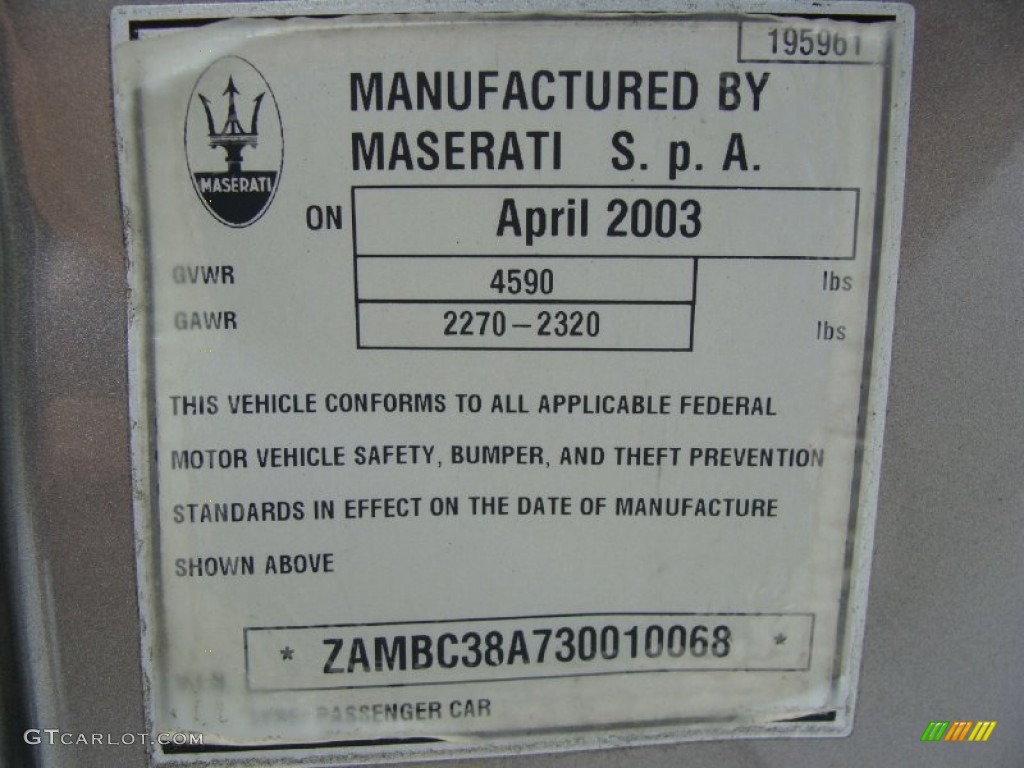 195961
MANUFACTURED BY
MASERATI S. p. A.
MASERATI
ON April 2003
GVWR 4590 lbs
GAWR 2270-2320 lbs
THIS VEHICLE CONFORMS TO ALL APPLICABLE FEDERAL
MOTOR VEHICLE SAFETY, BUMPER, AND THEFT PREVENTION
STANDARDS IN EFFECT ON THE DATE OF MANUFACTURE
SHOWN ABOVE
* ZAMBC38A730010068 *
PASSENGER CAR
GTCARLOT.COM